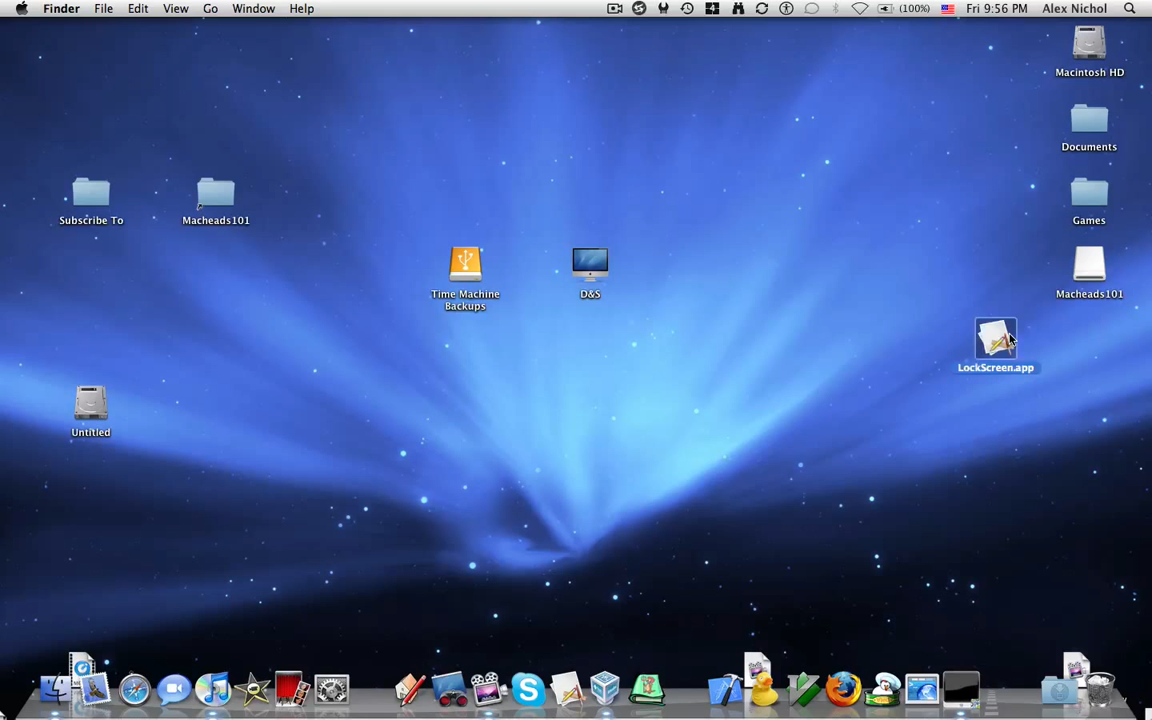 Finder File Edit View Go Window Help (100%) Fri 9:56 PM Alex Nichol
Macintosh HD
Documents
Subscribe To
Macheads101
Games
Time Machine
Backups
D&S
Macheads101
LockScreen.app
Untitled